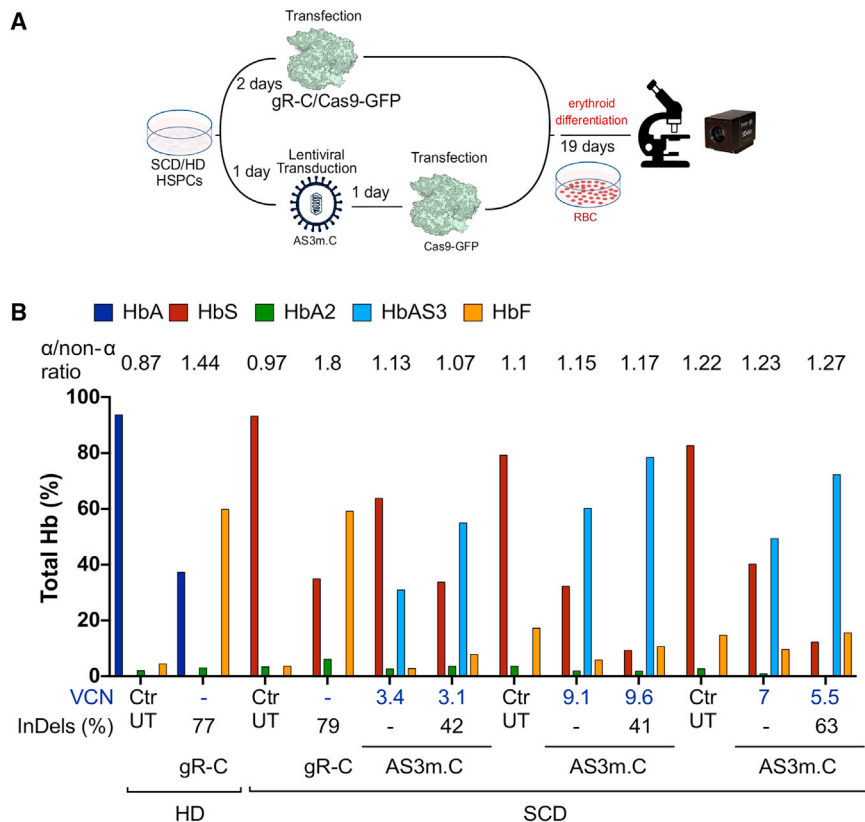 A
Transfection
2 days
gR-C/Cas9-GFP
SCD/HD
HSPCs
1 day
Lentiviral
Transduction
AS3m.C
1 day
Transfection
Cas9-GFP
erythroid
differentiation
19 days
RBC
B
HbA HbS HbA2 HbAS3 HbF
α/non-α
ratio
0.87 1.44 0.97 1.8 1.13 1.07 1.1 1.15 1.17 1.22 1.23 1.27
Total Hb (%)
100
80
60
40
20
0
VCN Ctr - Ctr - 3.4 3.1 Ctr 9.1 9.6 Ctr 7 5.5
InDels (%) UT 77 UT 79 - 42 UT - 41 UT - 63
gR-C gR-C AS3m.C AS3m.C AS3m.C
HD SCD